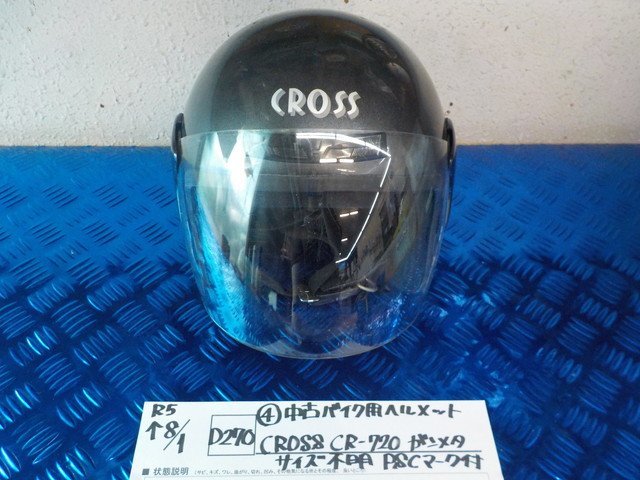 CROSS
R5
↑8/1
D270
④中古バイク用ヘルメット
CROSS CR-720 ガンメタ
サイズ不明 PSCマーク付
■ 状態説明